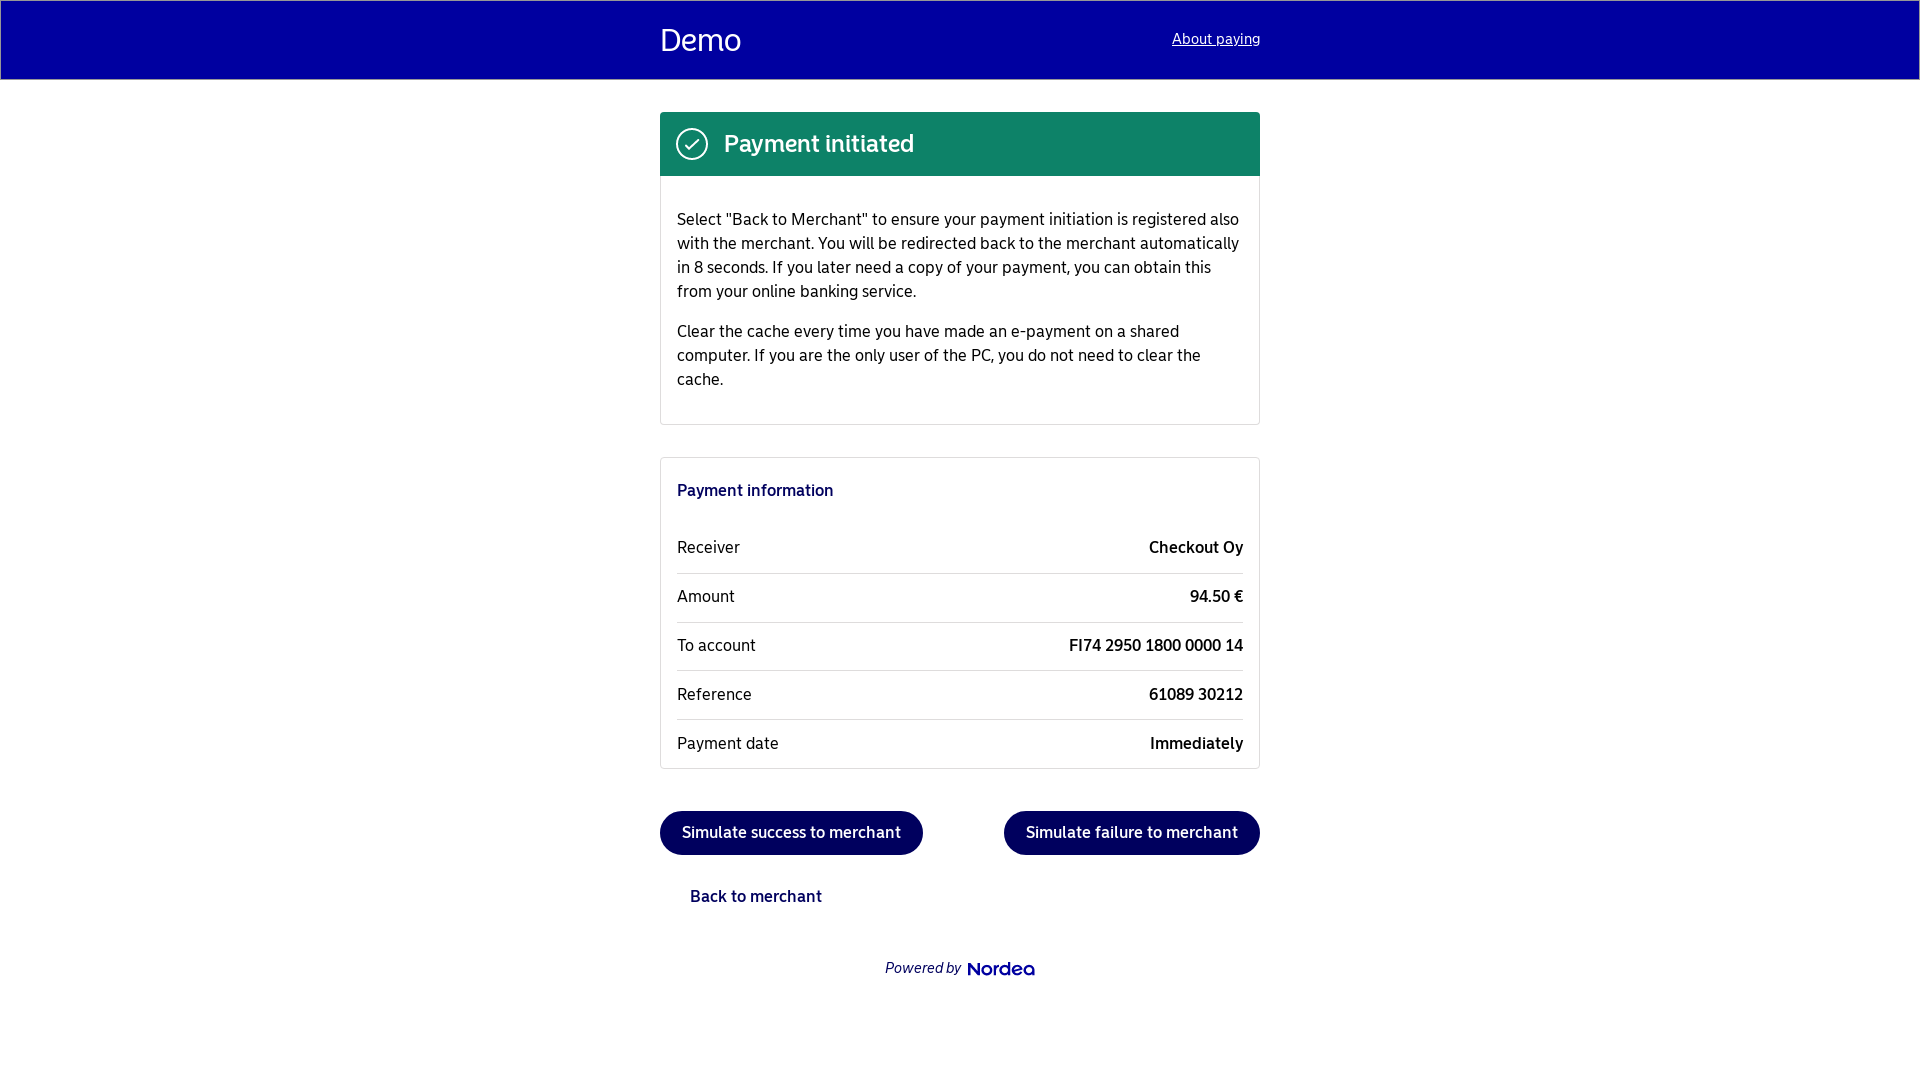 Demo
About paying
Payment initiated
Select "Back to Merchant" to ensure your payment initiation is registered also
with the merchant. You will be redirected back to the merchant automatically
in 8 seconds. If you later need a copy of your payment, you can obtain this
from your online banking service.
Clear the cache every time you have made an e-payment on a shared
computer. If you are the only user of the PC, you do not need to clear the
cache.
Payment information
Receiver Checkout Oy
Amount 94.50 €
To account FI74 2950 1800 0000 14
Reference 61089 30212
Payment date Immediately
Simulate success to merchant
Simulate failure to merchant
Back to merchant
Powered by Nordea